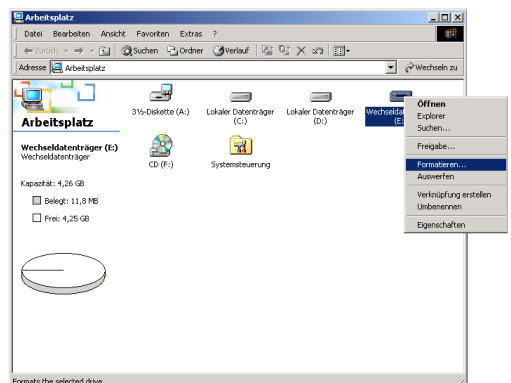 Arbeitsplatz
Datei Bearbeiten Ansicht Favoriten Extras ?
Zurück Suchen Ordner Verlauf
Adresse Arbeitsplatz Wechseln zu
Arbeitsplatz
Wechseldatenträger (E:)
Wechseldatenträger
Kapazität: 4,26 GB
Belegt: 11,8 MB
Frei: 4,25 GB
3½-Diskette (A:)
Lokaler Datenträger
(C:)
Lokaler Datenträger
(D:)
Wechseldat
(E:
CD (F:)
Systemsteuerung
Öffnen
Explorer
Suchen...
Freigabe...
Formatieren...
Auswerfen
Verknüpfung erstellen
Umbenennen
Eigenschaften
Formats the selected drive